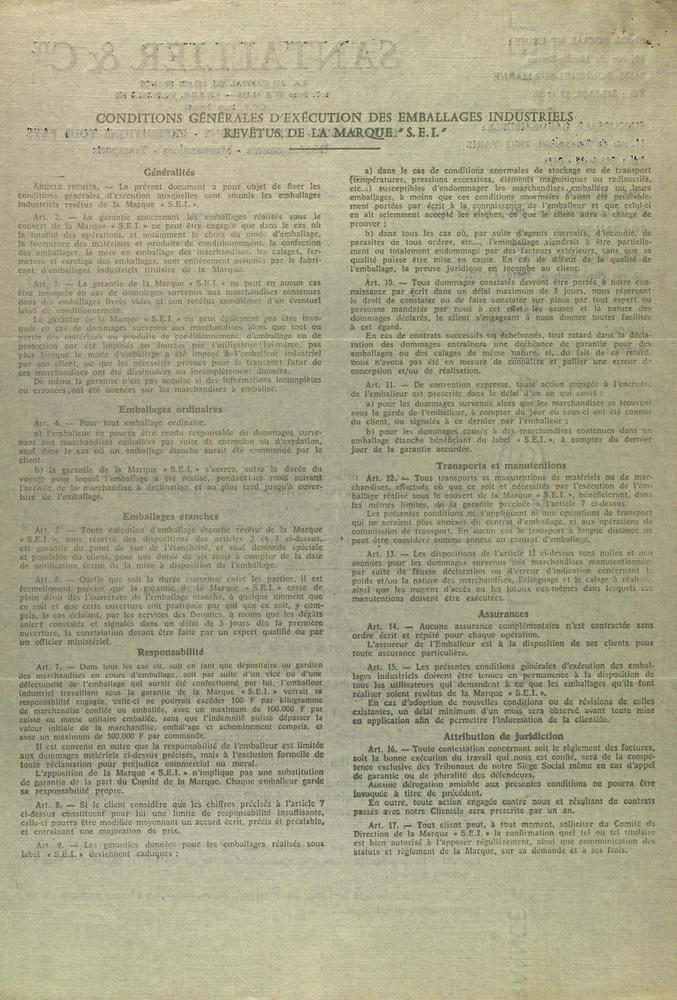 CONDITIONS GÉNÉRALES D'EXÉCUTION DES EMBALLAGES INDUSTRIELS
REVÊTUS DE LA MARQUE "S.E.I."
Généralités
ARTICLE PREMIER. — Le présent document a pour objet de fixer les
conditions générales d'exécution auxquelles sont soumis les emballages
industriels revêtus de la Marque « S.E.I. ».
Art. 2. — La garantie concernant les emballages réalisés sous le
couvert de la Marque « S.E.I. » ne peut être engagée que dans le cas où
la totalité des opérations et notamment le choix du mode d'emballage,
la fourniture des matériaux et produits de conditionnement, la confection
des emballages, la mise en emballage des marchandises, les calages, fer-
meture et cerclage des emballages, sont entièrement assumés par le fabri-
cant d'emballages industriels titulaire de la Marque.
Art. 3. — La garantie de la Marque « S.E.I. » ne peut en aucun cas
être invoquée en cas de dommages survenus aux marchandises contenues
dans des emballages livrés vides et non revêtus eux-mêmes d'un éventuel
label de conditionnement.
La garantie de la Marque « S.E.I. » ne peut également pas être invo-
quée en cas de dommages survenus aux marchandises alors que tout ou
partie des matériaux ou produits de conditionnement, d'emballage ou de
protection ont été imposés ou fournis par l'utilisateur lui-même, pas
plus lorsque le mode d'emballage a été imposé à l'emballeur industriel
par son client, ou que les nécessités prévues pour le transport futur de
ces marchandises ont été dissimulées ou incomplètement données.
De même la garantie n'est pas acquise si des informations incomplètes
ou erronées ont été données sur les marchandises à emballer.
Emballages ordinaires
Art. 4. — Pour tout emballage ordinaire,
a) l'emballeur ne pourra être rendu responsable de dommages surve-
nant aux marchandises emballées par suite de corrosion ou d'oxydation,
sauf dans le cas où un emballage étanche aurait été commandé par le
client.
b) la garantie de la Marque « S.E.I. » s'exerce, outre la durée du
voyage pour lequel l'emballage a été réalisé, pendant un mois suivant
l'arrivée de la marchandise à destination et au plus tard jusqu'à ouver-
ture de l'emballage.
Emballages étanches
Art. 5. — Toute exécution d'emballage étanche revêtu de la Marque
« S.E.I. », sous réserve des dispositions des articles 2 et 3 ci-dessus,
est garantie du point de vue de l'étanchéité, et sauf demande spéciale
et préalable du client, pour une durée de six mois à compter de la date
de notification écrite de la mise à disposition de l'emballage.
Art. 6. — Quelle que soit la durée convenue entre les parties, il est
formellement précisé que la garantie de la Marque « S.E.I. » cesse de
plein droit dès l'ouverture de l'emballage étanche, à quelque moment que
ce soit et que cette ouverture soit pratiquée par qui que ce soit, y com-
pris, le cas échéant, par les services des Douanes, à moins que les dégâts
soient constatés et signalés dans un délai de 5 jours dès la première
ouverture, la constatation devant être faite par un expert qualifié ou par
un officier ministériel.
Responsabilité
Art. 7. — Dans tous les cas où, soit en tant que dépositaire ou gardien
des marchandises en cours d'emballage, soit par suite d'un vice ou d'une
défectuosité de l'emballage qui aurait été confectionné par lui, l'emballeur
industriel travaillant sous la garantie de la Marque « S.E.I. » verrait sa
responsabilité engagée, celle-ci ne pourrait excéder 100 F par kilogramme
de marchandise confiée ou emballée, avec un maximum de 100.000 F par
caisse ou masse unitaire emballée, sans que l'indemnité puisse dépasser la
valeur initiale de la marchandise, emballage et acheminement compris, et
avec un maximum de 500.000 F par commande.
Il est convenu en outre que la responsabilité de l'emballeur est limitée
aux dommages matériels ci-dessus précisés, mais à l'exclusion formelle de
toute réclamation pour préjudice commercial ou moral.
L'apposition de la Marque « S.E.I. » n'implique pas une substitution
de garantie de la part du Comité de la Marque. Chaque emballeur garde
sa responsabilité propre.
Art. 8. — Si le client considère que les chiffres précisés à l'article 7
ci-dessus constituent pour lui une limite de responsabilité insuffisante,
celle-ci pourra être modifiée moyennant un accord écrit, précis et préalable,
et entraînant une majoration de prix.
Art. 9. — Les garanties données pour les emballages réalisés sous
label « S.E.I. » deviennent caduques :
a) dans le cas de conditions anormales de stockage ou de transport
(températures, pressions excessives, éléments magnétiques ou radioactifs,
etc...) susceptibles d'endommager les marchandises emballées ou leurs
emballages, à moins que ces conditions anormales n'aient été préalable-
ment portées par écrit à la connaissance de l'emballeur et que celui-ci
en ait sciemment accepté les risques, ce que le client aura à charge de
prouver ;
b) dans tous les cas où, par suite d'agents corrosifs, d'incendie, de
parasites de tous ordres, etc..., l'emmballage viendrait à être partielle-
ment ou totalement endommagé par des facteurs extérieurs, sans que sa
qualité puisse être mise en cause. En cas de défaut de la qualité de
l'emballage, la preuve juridique en incombe au client.
Art. 10. — Tous dommages constatés devront être portés à notre con-
naissance par écrit dans un délai maximum de 5 jours, nous réservant
le droit de constater ou de faire constater sur place par tout expert ou
personne mandatée par nous à cet effet, les causes et la nature des
dommages déclarés, le client s'engageant à nous donner toutes facilités
à cet égard.
En cas de contrats successifs ou échelonnés, tout retard dans la décla-
ration des dommages entraînera une déchéance de garantie pour des
emballages ou des calages de même nature, si, du fait de ce retard,
nous n'avons pas été en mesure de connaître et pallier une erreur de
conception et/ou de réalisation.
Art. 11. — De convention expresse, toute action engagée à l'encontre
de l'emballeur est prescrite dans le délai d'un an qui court :
a) pour les dommages survenus alors que les marchandises se trouvent
sous la garde de l'emballeur, à compter du jour où ceux-ci ont été connus
du client, ou signalés à ce dernier par l'emballeur ;
b) pour les dommages causés à des marchandises contenues dans un
emballage étanche bénéficiant du label « S.E.I. », à compter du dernier
jour de la garantie accordée.
Transports et manutentions
Art. 12. — Tous transports et manutentions de matériels ou de mar-
chandises, effectués où que ce soit et nécessités par l'exécution de l'em-
ballage réalisé sous le couvert de la Marque « S.E.I. », bénéficieront, dans
les mêmes limites, de la garantie précisée à l'article 7 ci-dessus.
Les présentes conditions ne s'appliquent ni aux opérations de transport
qui ne seraient plus annexes du contrat d'emballage, ni aux opérations de
commission de transport. En aucun cas le transport à longue distance ne
peut être considéré comme annexe au contrat d'emballage.
Art. 13. — Les dispositions de l'article 12 ci-dessus sont nulles et non
avenues pour les dommages survenus aux marchandises manutentionnées
par suite de fausse déclaration ou d'erreur d'indication concernant le
poids et/ou la nature des marchandises, l'élinguage et le calage à réaliser,
ainsi que les moyens d'accès ou les locaux eux-mêmes dans lesquels ces
manutentions doivent être exécutées.
Assurances
Art. 14. — Aucune assurance complémentaire n'est contractée sans
ordre écrit et répété pour chaque opération.
L'assureur de l'Emballeur est à la disposition de ses clients pour
toute assurance particulière.
Art. 15. — Les présentes conditions générales d'exécution des embal-
lages industriels doivent être tenues en permanence à la disposition de
tous les utilisateurs qui demandent à ce que les emballages qu'ils font
réaliser soient revêtus de la Marque « S.E.I. ».
En cas d'adoption de nouvelles conditions ou de révisions de celles
existantes, un délai minimum d'un mois sera observé avant toute mise
en application afin de permettre l'information de la clientèle.
Attribution de juridiction
Art. 16. — Toute contestation concernant soit le règlement des factures,
soit la bonne exécution du travail qui nous est confié, sera de la compé-
tence exclusive des Tribunaux de notre Siège Social même en cas d'appel
de garantie ou de pluralité des défendeurs.
Aucune dérogation amiable aux présentes conditions ne pourra être
invoquée à titre de précédent.
En outre, toute action engagée contre nous et résultant de contrats
passés avec notre Clientèle sera prescrite par un an.
Art. 17. — Tout client peut, à tout moment, solliciter du Comité de
Direction de la Marque « S.E.I. » la confirmation quel tel ou tel titulaire
est bien autorisé à l'apposer régulièrement, ainsi que communication des
statuts et règlement de la Marque, sur sa demande et à ses frais.